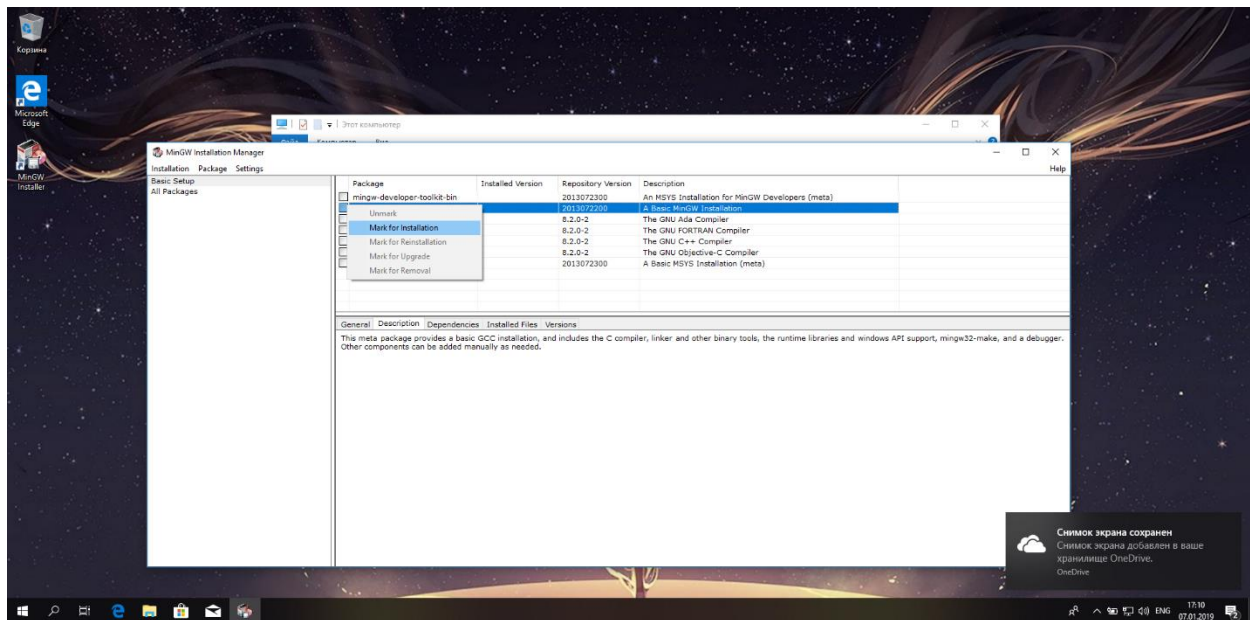 Корзина
Microsoft
Edge
MinGW
Installer
Этот компьютер
MinGW Installation Manager
Installation Package Settings Help
Basic Setup
All Packages
Package Installed Version Repository Version Description
mingw-developer-toolkit-bin 2013072300 An MSYS Installation for MinGW Developers (meta)
2013072200 A Basic MinGW Installation
Unmark
8.2.0-2 The GNU Ada Compiler
Mark for Installation
8.2.0-2 The GNU FORTRAN Compiler
Mark for Reinstallation
8.2.0-2 The GNU C++ Compiler
Mark for Upgrade
8.2.0-2 The GNU Objective-C Compiler
Mark for Removal
2013072300 A Basic MSYS Installation (meta)
General Description Dependencies Installed Files Versions
This meta package provides a basic GCC installation, and includes the C compiler, linker and other binary tools, the runtime libraries and windows API support, mingw32-make, and a debugger.
Other components can be added manually as needed.
Снимок экрана сохранен
Снимок экрана добавлен в ваше
хранилище OneDrive.
OneDrive
ENG
17:10
07.01.2019
2